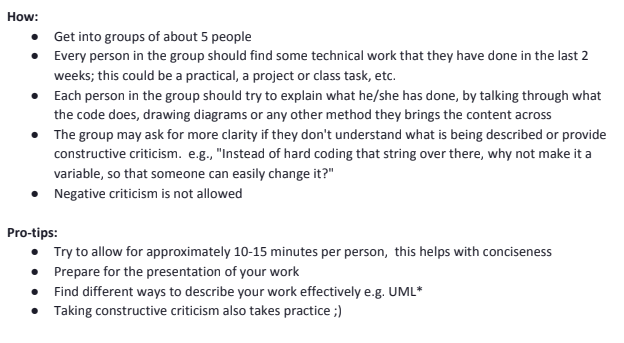 How:
● Get into groups of about 5 people
● Every person in the group should find some technical work that they have done in the last 2
weeks; this could be a practical, a project or class task, etc.
● Each person in the group should try to explain what he/she has done, by talking through what
the code does, drawing diagrams or any other method they brings the content across
● The group may ask for more clarity if they don't understand what is being described or provide
constructive criticism.  e.g., "Instead of hard coding that string over there, why not make it a
variable, so that someone can easily change it?"
● Negative criticism is not allowed
Pro-tips:
● Try to allow for approximately 10-15 minutes per person,  this helps with conciseness
● Prepare for the presentation of your work
● Find different ways to describe your work effectively e.g. UML*
● Taking constructive criticism also takes practice ;)